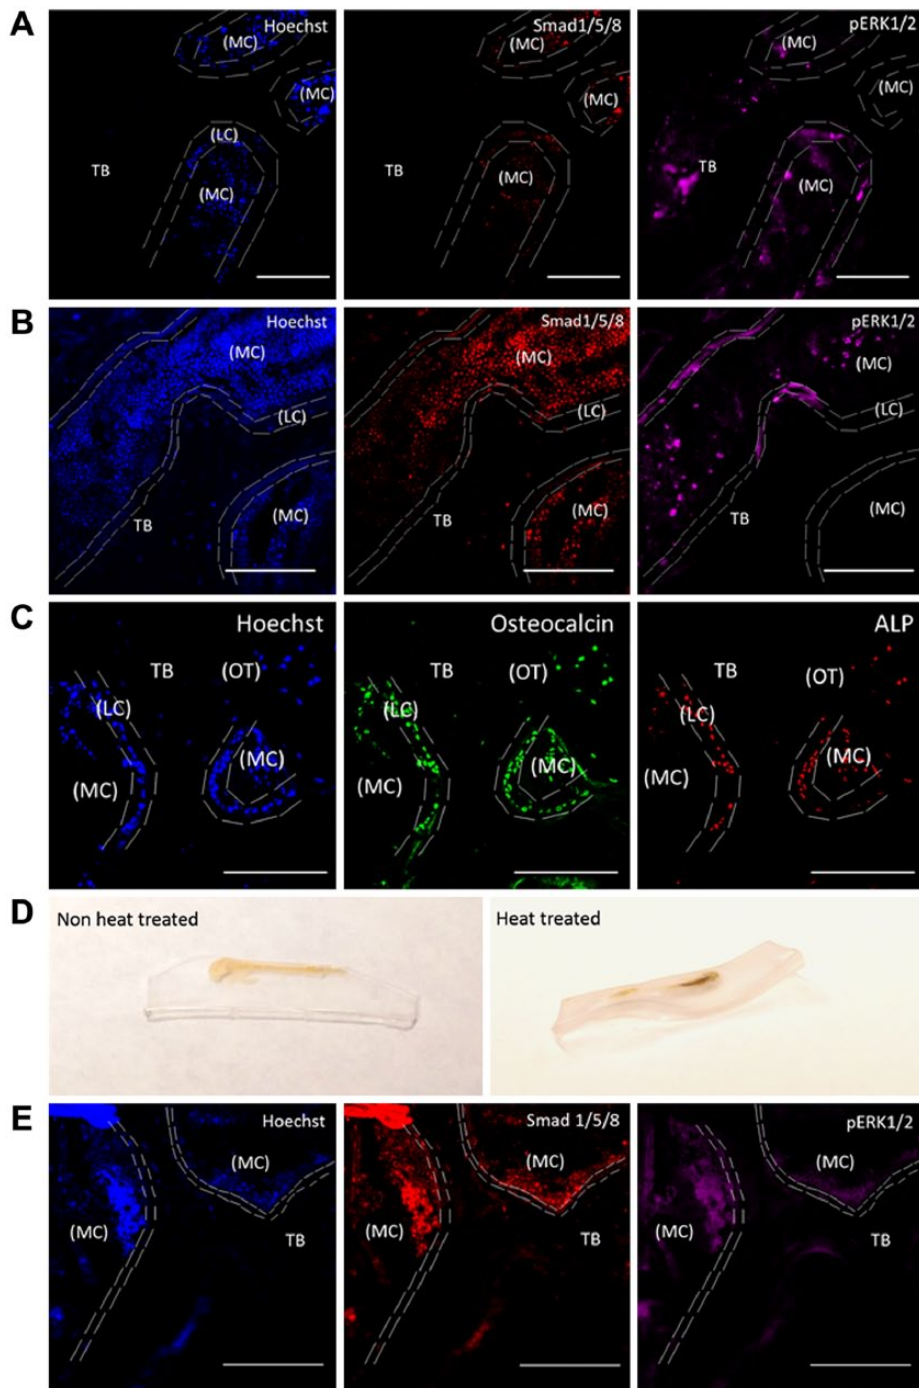 A
Hoechst
(MC)
(MC)
(LC)
TB
(MC)
Smad1/5/8
(MC)
(MC)
TB
(MC)
pERK1/2
(MC)
(MC)
TB
(MC)
B
Hoechst
(MC)
(LC)
(MC)
TB
Smad1/5/8
(MC)
(MC)
TB
pERK1/2
(MC)
(LC)
(MC)
TB
C
Hoechst
TB
(OT)
(LC)
(MC)
(MC)
Osteocalcin
TB
(OT)
(LC)
(MC)
(MC)
ALP
TB
(OT)
(LC)
(MC)
(MC)
D
Non heat treated
Heat treated
E
Hoechst
(MC)
(MC)
TB
Smad 1/5/8
(MC)
(MC)
TB
pERK1/2
(MC)
(MC)
TB